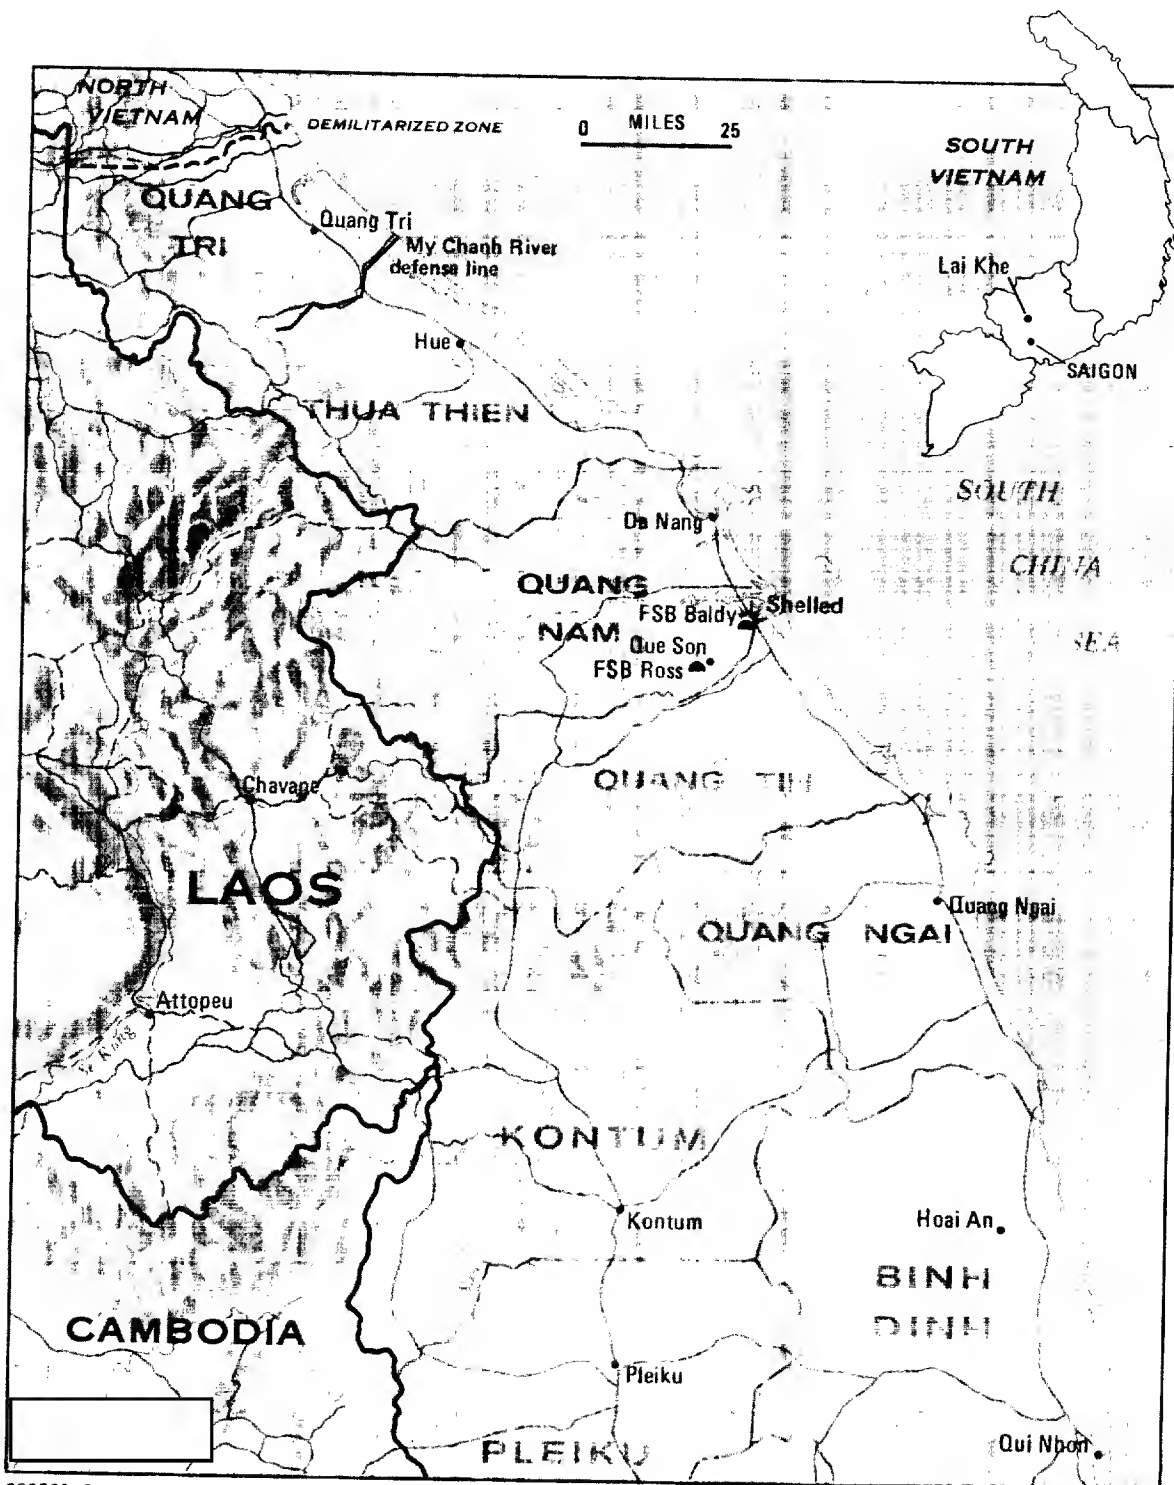 NORTH
VIETNAM
DEMILITARIZED ZONE
0 MILES 25
SOUTH
VIETNAM
QUANG
TRI
Quang Tri
My Chanh River
defense line
Lai Khe
Hue
SAIGON
THUA THIEN
SOUTH
CHINA
SEA
Da Nang
QUANG
NAM
FSB Baldy
Shelled
Que Son
FSB Ross
QUANG TIN
Chavane
LAOS
Quang Ngai
QUANG NGAI
Attopeu
KONTUM
Kontum
Hoai An
BINH
DINH
CAMBODIA
Pleiku
PLEIKU
Qui Nhon